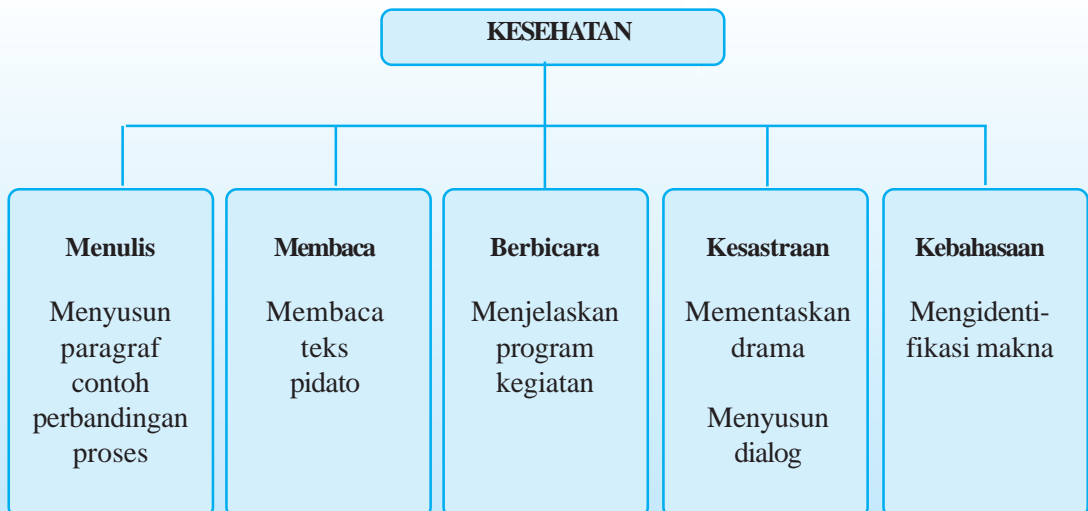 KESEHATAN
Menulis
Menyusun
paragraf
contoh
perbandingan
proses
Membaca
Membaca
teks
pidato
Berbicara
Menjelaskan
program
kegiatan
Kesastraan
Mementaskan
drama
Menyusun
dialog
Kebahasaan
Mengidenti-
fikasi makna